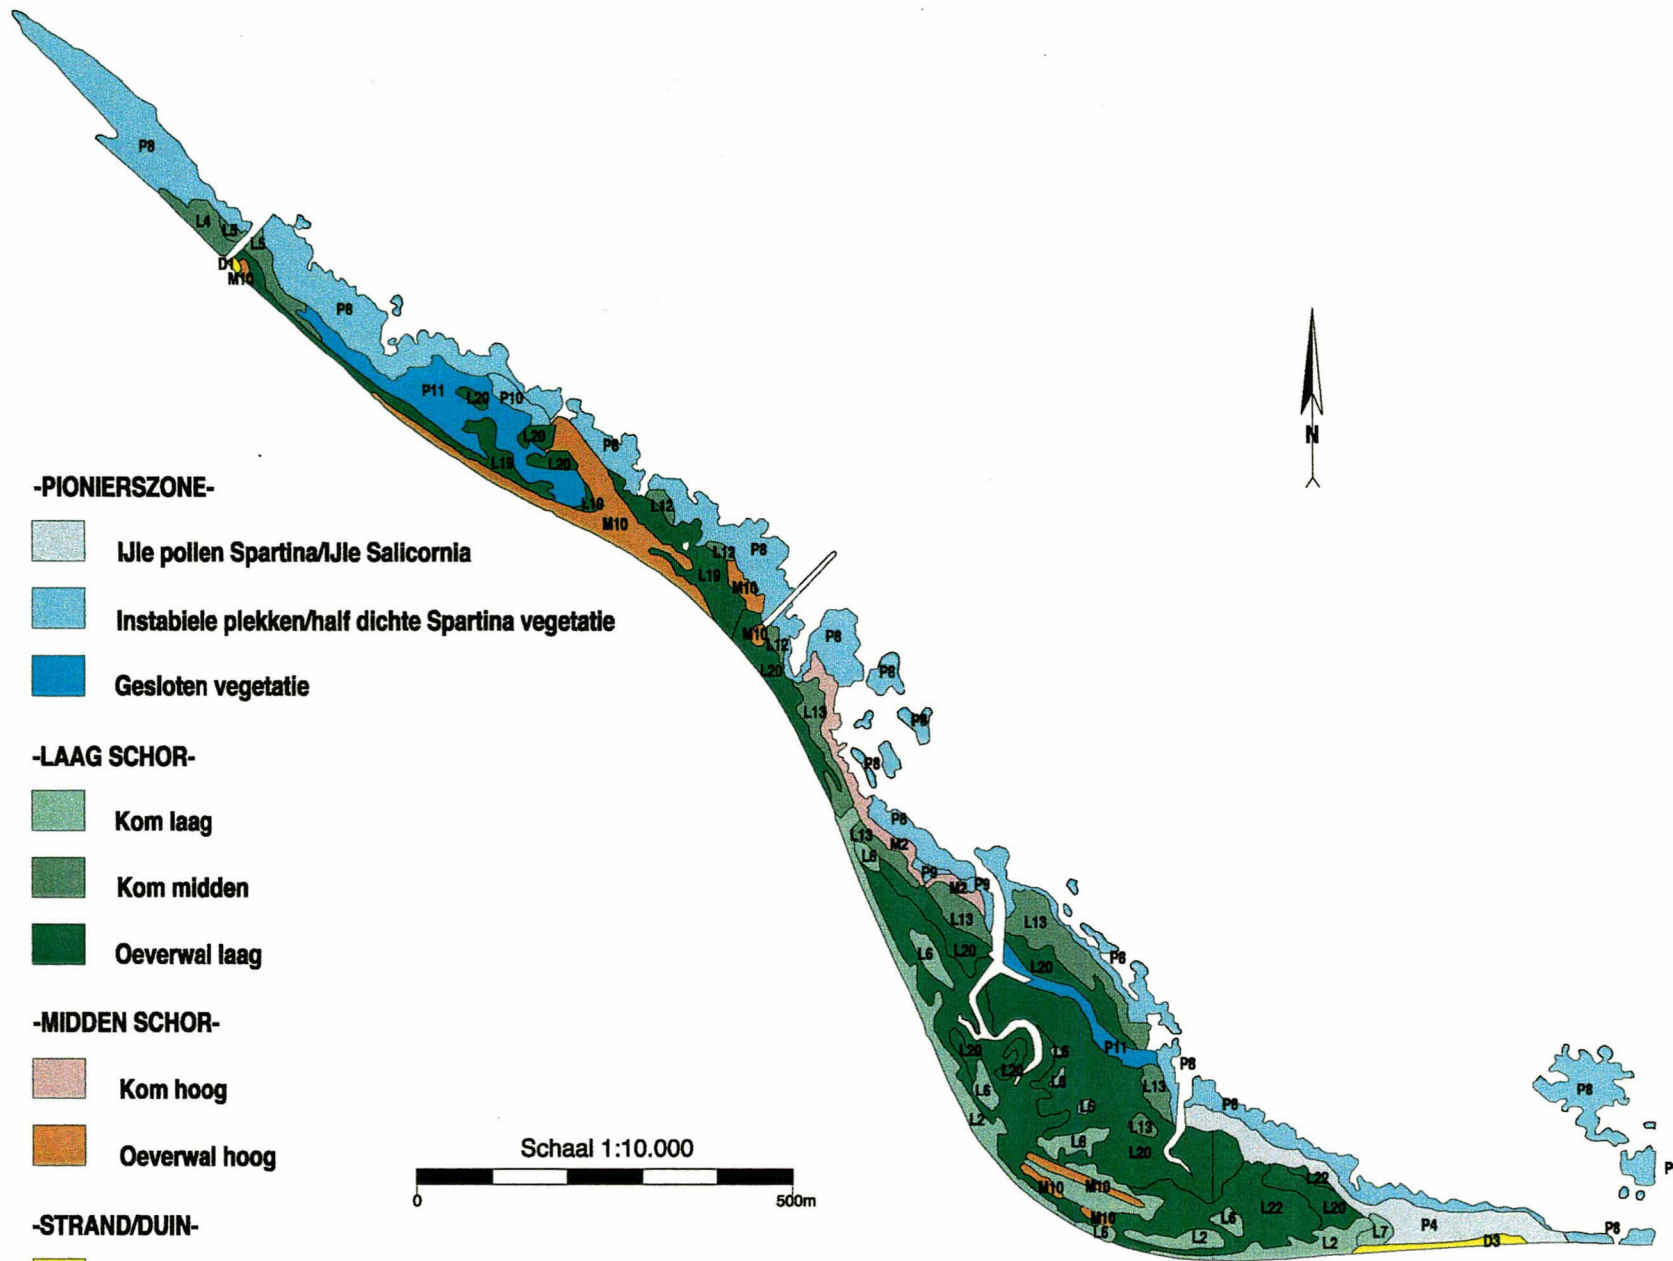 -PIONIERSZONE-
IJle pollen Spartina/IJle Salicornia
Instabiele plekken/half dichte Spartina vegetatie
Gesloten vegetatie
-LAAG SCHOR-
Kom laag
Kom midden
Oeverwal laag
-MIDDEN SCHOR-
Kom hoog
Oeverwal hoog
-STRAND/DUIN-
Schaal 1:10.000
0
500m
N
P8
L4
L5
L5
D1
M10
P8
P11
L20
P10
L20
P8
L19
L20
L19
M10
L12
L12
P8
L19
M10
M10
L12
L20
P8
P8
L13
P8
P8
P8
L13
M2
L6
P9
M2
P9
L13
L13
L20
L6
L20
P8
L20
L6
P11
L20
L6
L6
P8
L13
L2
L6
L13
P8
P8
L6
L20
M10
M10
L22
M10
L6
L22
L20
L6
L2
L2
L7
P4
D3
P8
P